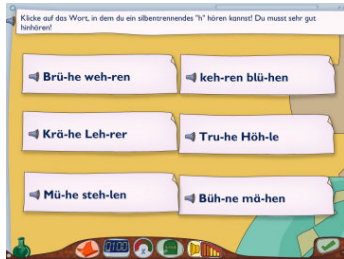 Klicke auf das Wort, in dem du ein silbentrennendes "h" hören kannst! Du musst sehr gut
hinhören!
Brü-he weh-ren
keh-ren blü-hen
Krä-he Leh-rer
Tru-he Höh-le
Mü-he steh-len
Büh-ne mä-hen